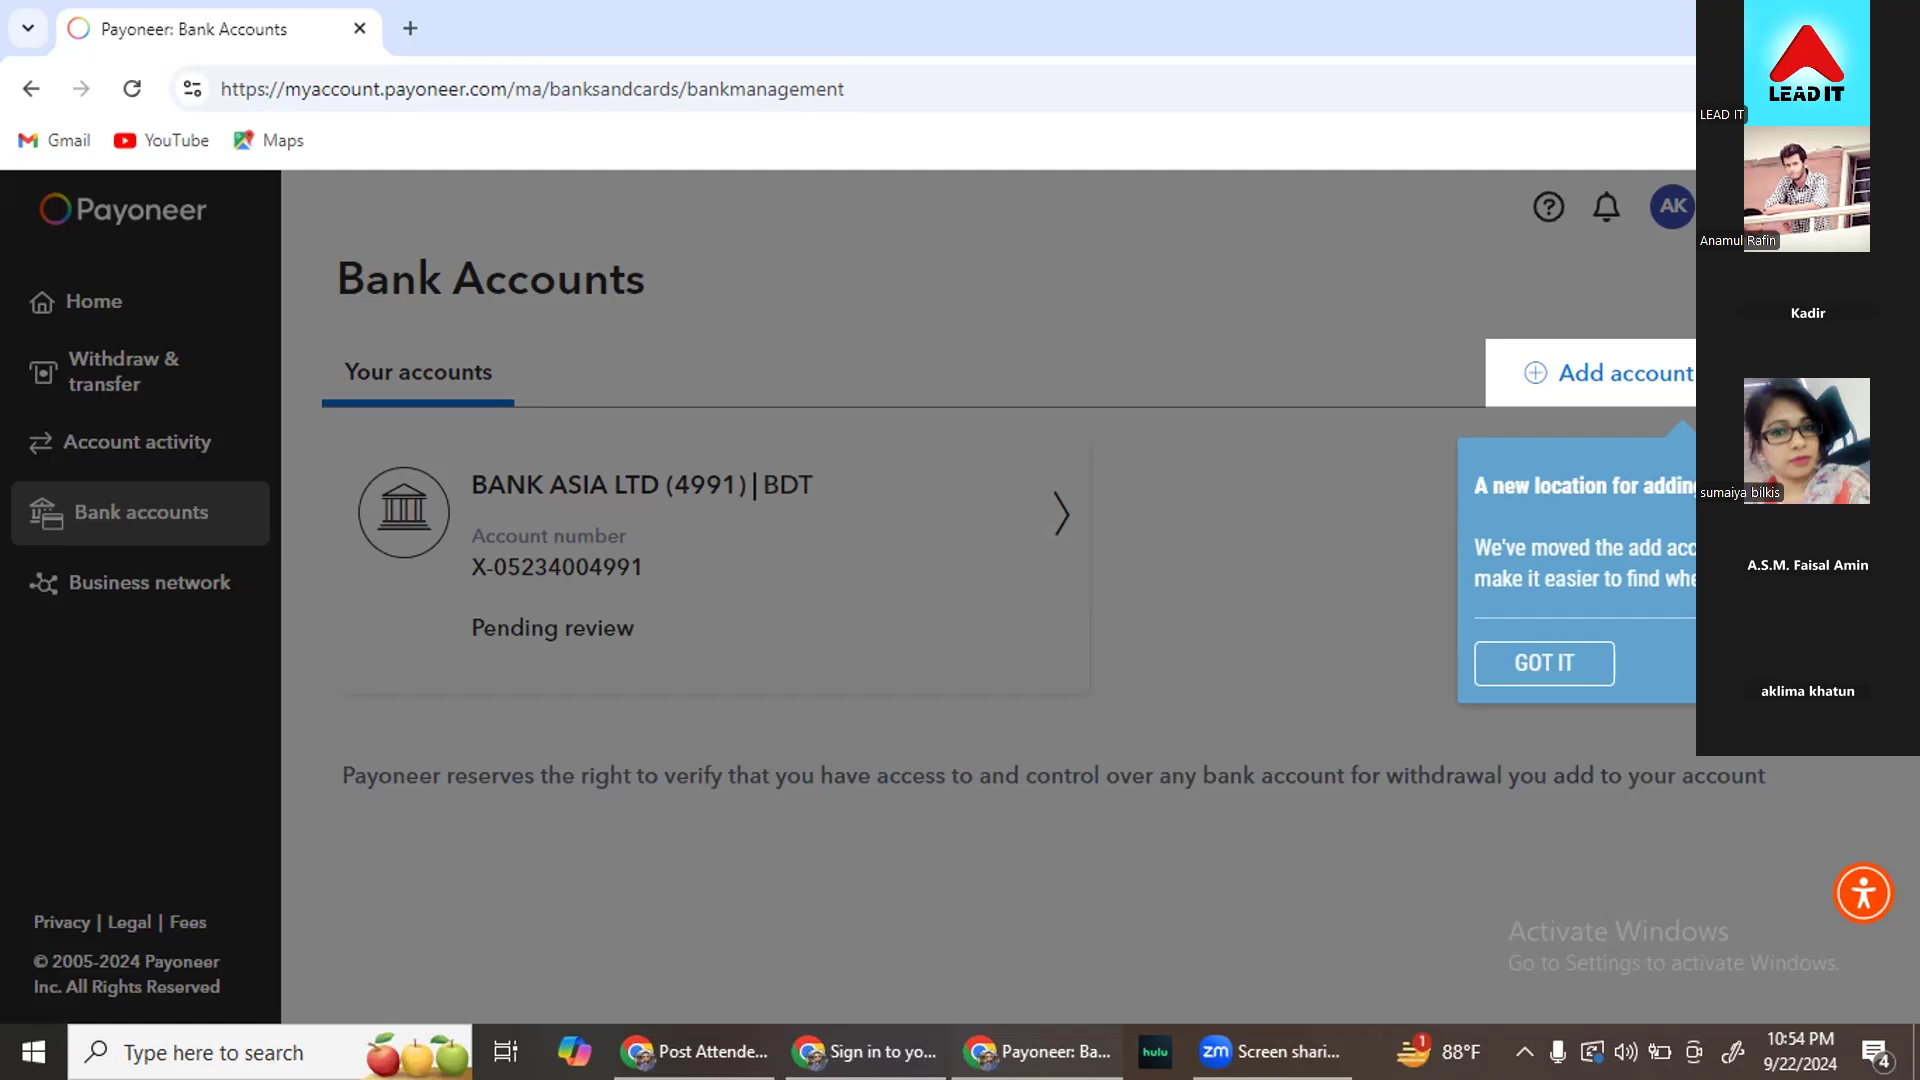 Payoneer: Bank Accounts
https://myaccount.payoneer.com/ma/banksandcards/bankmanagement
Gmail
YouTube
Maps
Payoneer
Home
Withdraw &
transfer
Account activity
Bank accounts
Business network
Privacy | Legal | Fees
© 2005-2024 Payoneer
Inc. All Rights Reserved
AK
Bank Accounts
Your accounts
Add account
BANK ASIA LTD (4991) | BDT
Account number
X-05234004991
Pending review
A new location for adding
We've moved the add acc
make it easier to find whe
GOT IT
Payoneer reserves the right to verify that you have access to and control over any bank account for withdrawal you add to your account
LEAD IT
LEAD IT
Anamul Rafin
Kadir
sumaiya bilkis
A.S.M. Faisal Amin
aklima khatun
Activate Windows
Go to Settings to activate Windows.
Type here to search
Post Attende...
Sign in to yo...
Payoneer: Ba...
hulu
zm
Screen shari...
1
88°F
10:54 PM
9/22/2024
4